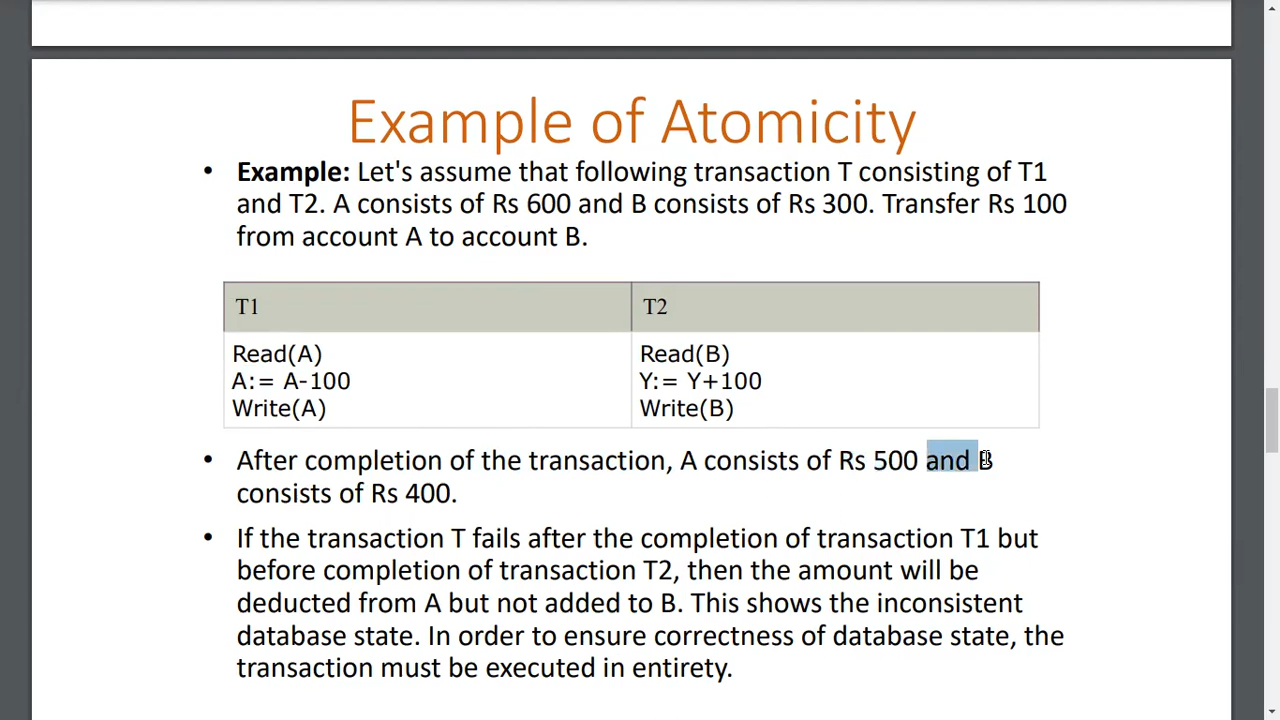 Example of Atomicity
• Example: Let's assume that following transaction T consisting of T1
and T2. A consists of Rs 600 and B consists of Rs 300. Transfer Rs 100
from account A to account B.
T1 T2
Read(A) Read(B)
A:= A-100 Y:= Y+100
Write(A) Write(B)
• After completion of the transaction, A consists of Rs 500 and B
consists of Rs 400.
• If the transaction T fails after the completion of transaction T1 but
before completion of transaction T2, then the amount will be
deducted from A but not added to B. This shows the inconsistent
database state. In order to ensure correctness of database state, the
transaction must be executed in entirety.